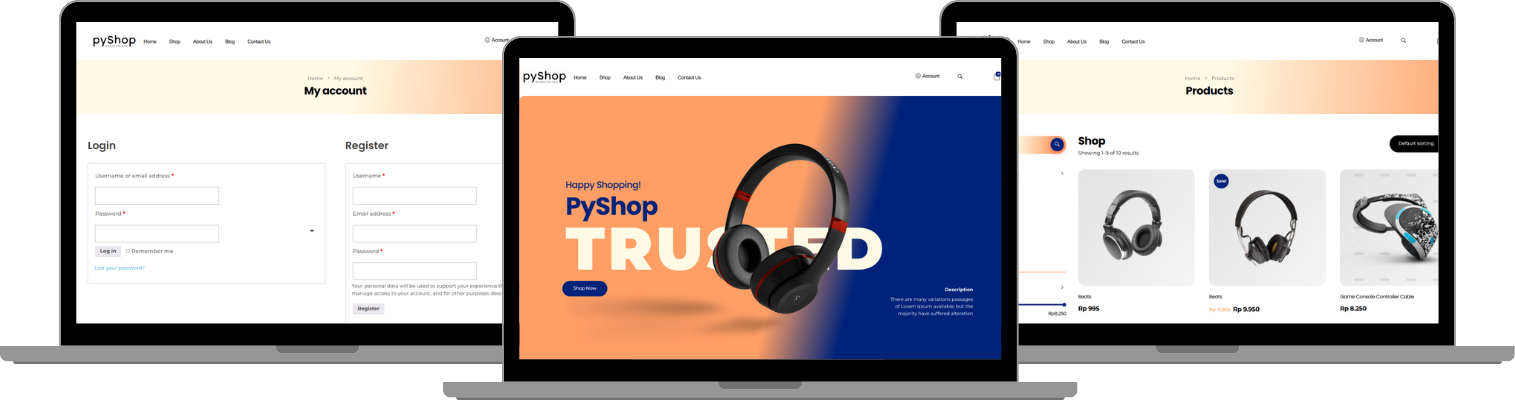 pyShop
Home Shop About Us Blog Contact Us
Account
Home > My account
My account
Login
Register
Username or email address *
Password *
Log in Remember me
Lost your password?
Username *
Email address *
Password *
Your personal data will be used to support your experience th
manage access to your account, and for other purposes desc
Register
pyShop
Home Shop About Us Blog Contact Us
Account
0
Happy Shopping!
PyShop
TRUSTED
Shop Now
Description
There are many variations passages
of Lorem Ipsum available, but the
majority have suffered alteration
Home Shop About Us Blog Contact Us
Account
Home > Products
Products
Shop
Showing 1-9 of 10 results
Default sorting
Sale!
Beats
Rp 995
Beats
Rp 9.950
Game Console Controller Cable
Rp 8.250
Rp8.250